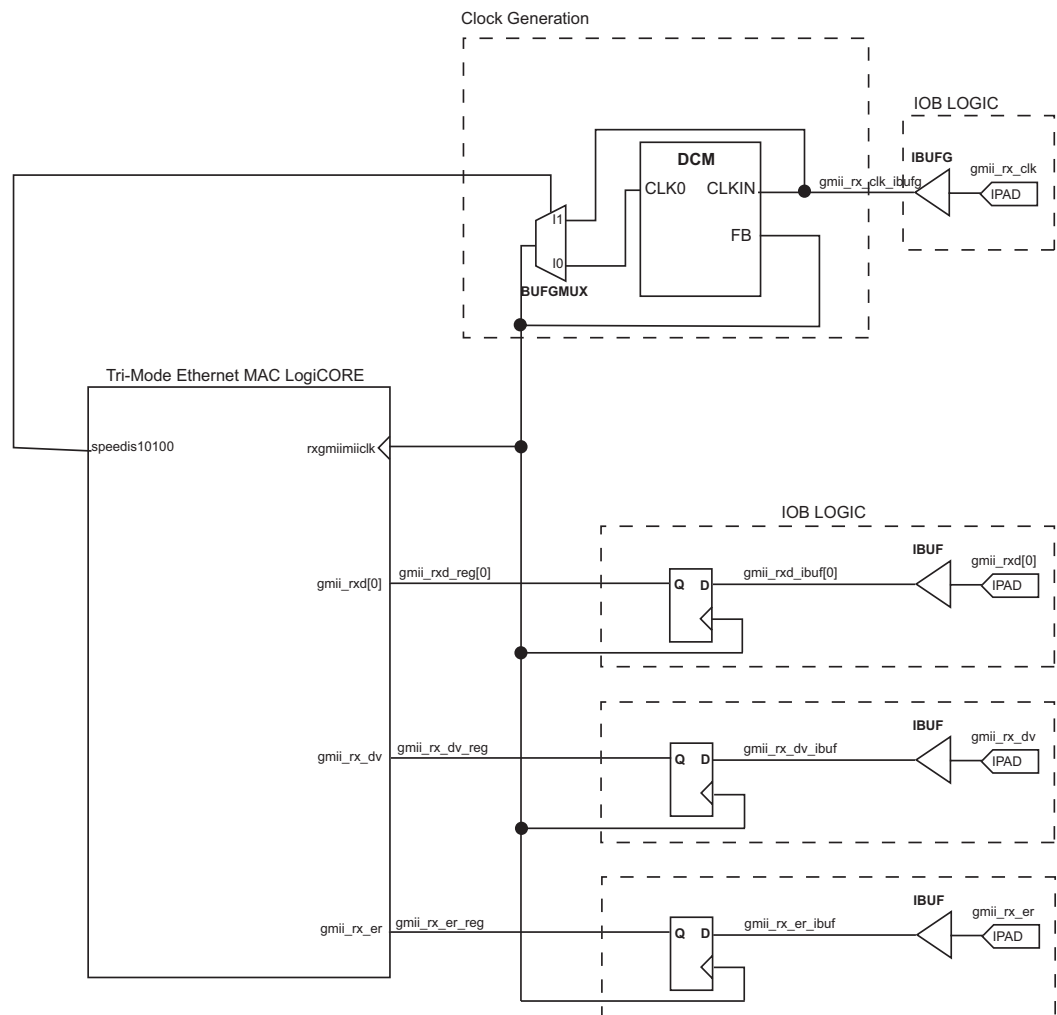 Clock Generation
IOB LOGIC
DCM
IBUFG
gmii_rx_clk
CLK0
CLKIN
gmii_rx_clk_ibufg
IPAD
I1
FB
I0
BUFGMUX
Tri-Mode Ethernet MAC LogiCORE
speedis10100
rxgmiimiiclk
IOB LOGIC
IBUF
gmii_rxd[0]
gmii_rxd[0]
gmii_rxd_reg[0]
Q
D
gmii_rxd_ibuf[0]
IPAD
IBUF
gmii_rx_dv
gmii_rx_dv
gmii_rx_dv_reg
Q
D
gmii_rx_dv_ibuf
IPAD
IBUF
gmii_rx_er
gmii_rx_er
gmii_rx_er_reg
Q
D
gmii_rx_er_ibuf
IPAD